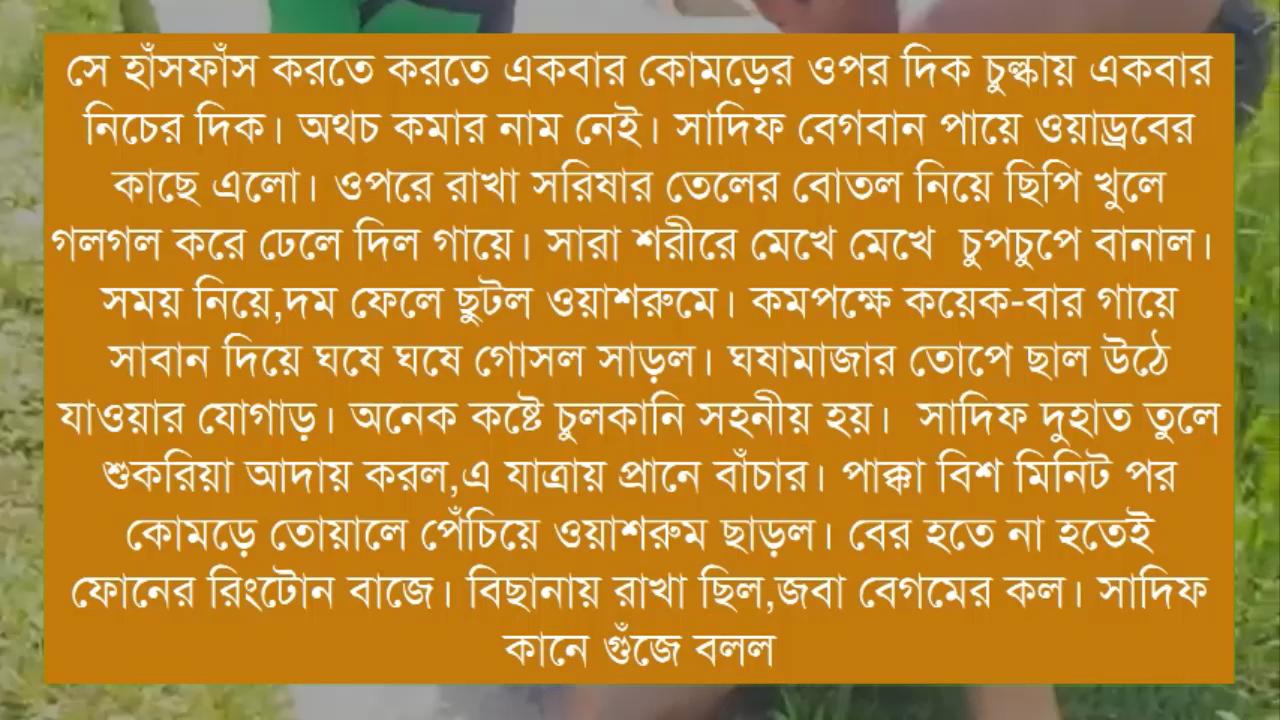 সে হাঁসফাঁস করতে করতে একবার কোমড়ের ওপর দিক চুল্কায় একবার
নিচের দিক। অথচ কমার নাম নেই। সাদিফ বেগবান পায়ে ওয়াড্রবের
কাছে এলো। ওপরে রাখা সরিষার তেলের বোতল নিয়ে ছিপি খুলে
গলগল করে ঢেলে দিল গায়ে। সারা শরীরে মেখে মেখে চুপচুপে বানাল।
সময় নিয়ে,দম ফেলে ছুটল ওয়াশরুমে। কমপক্ষে কয়েক-বার গায়ে
সাবান দিয়ে ঘষে ঘষে গোসল সাড়ল। ঘষামাজার তোপে ছাল উঠে
যাওয়ার যোগাড়। অনেক কষ্টে চুলকানি সহনীয় হয়। সাদিফ দুহাত তুলে
শুকরিয়া আদায় করল,এ যাত্রায় প্রানে বাঁচার। পাক্কা বিশ মিনিট পর
কোমড়ে তোয়ালে পেঁচিয়ে ওয়াশরুম ছাড়ল। বের হতে না হতেই
ফোনের রিংটোন বাজে। বিছানায় রাখা ছিল,জবা বেগমের কল। সাদিফ
কানে গুঁজে বলল